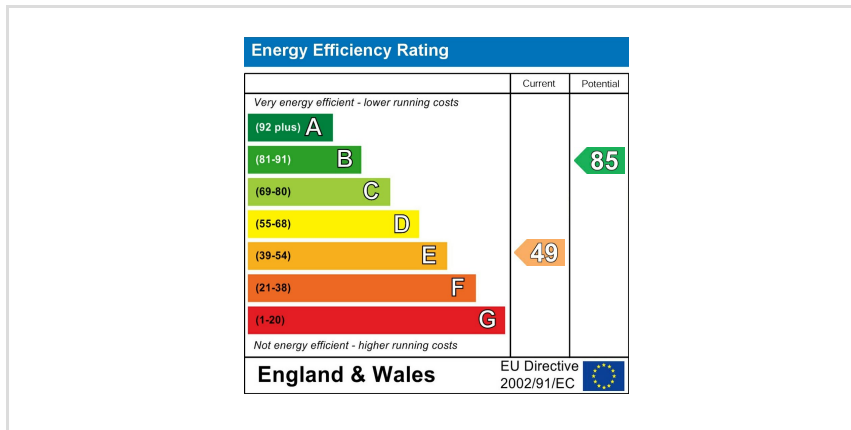 Energy Efficiency Rating
Current Potential
Very energy efficient - lower running costs
(92 plus) A
(81-91) B
85
(69-80) C
(55-68) D
(39-54) E
49
(21-38) F
(1-20) G
Not energy efficient - higher running costs
England & Wales
EU Directive
2002/91/EC